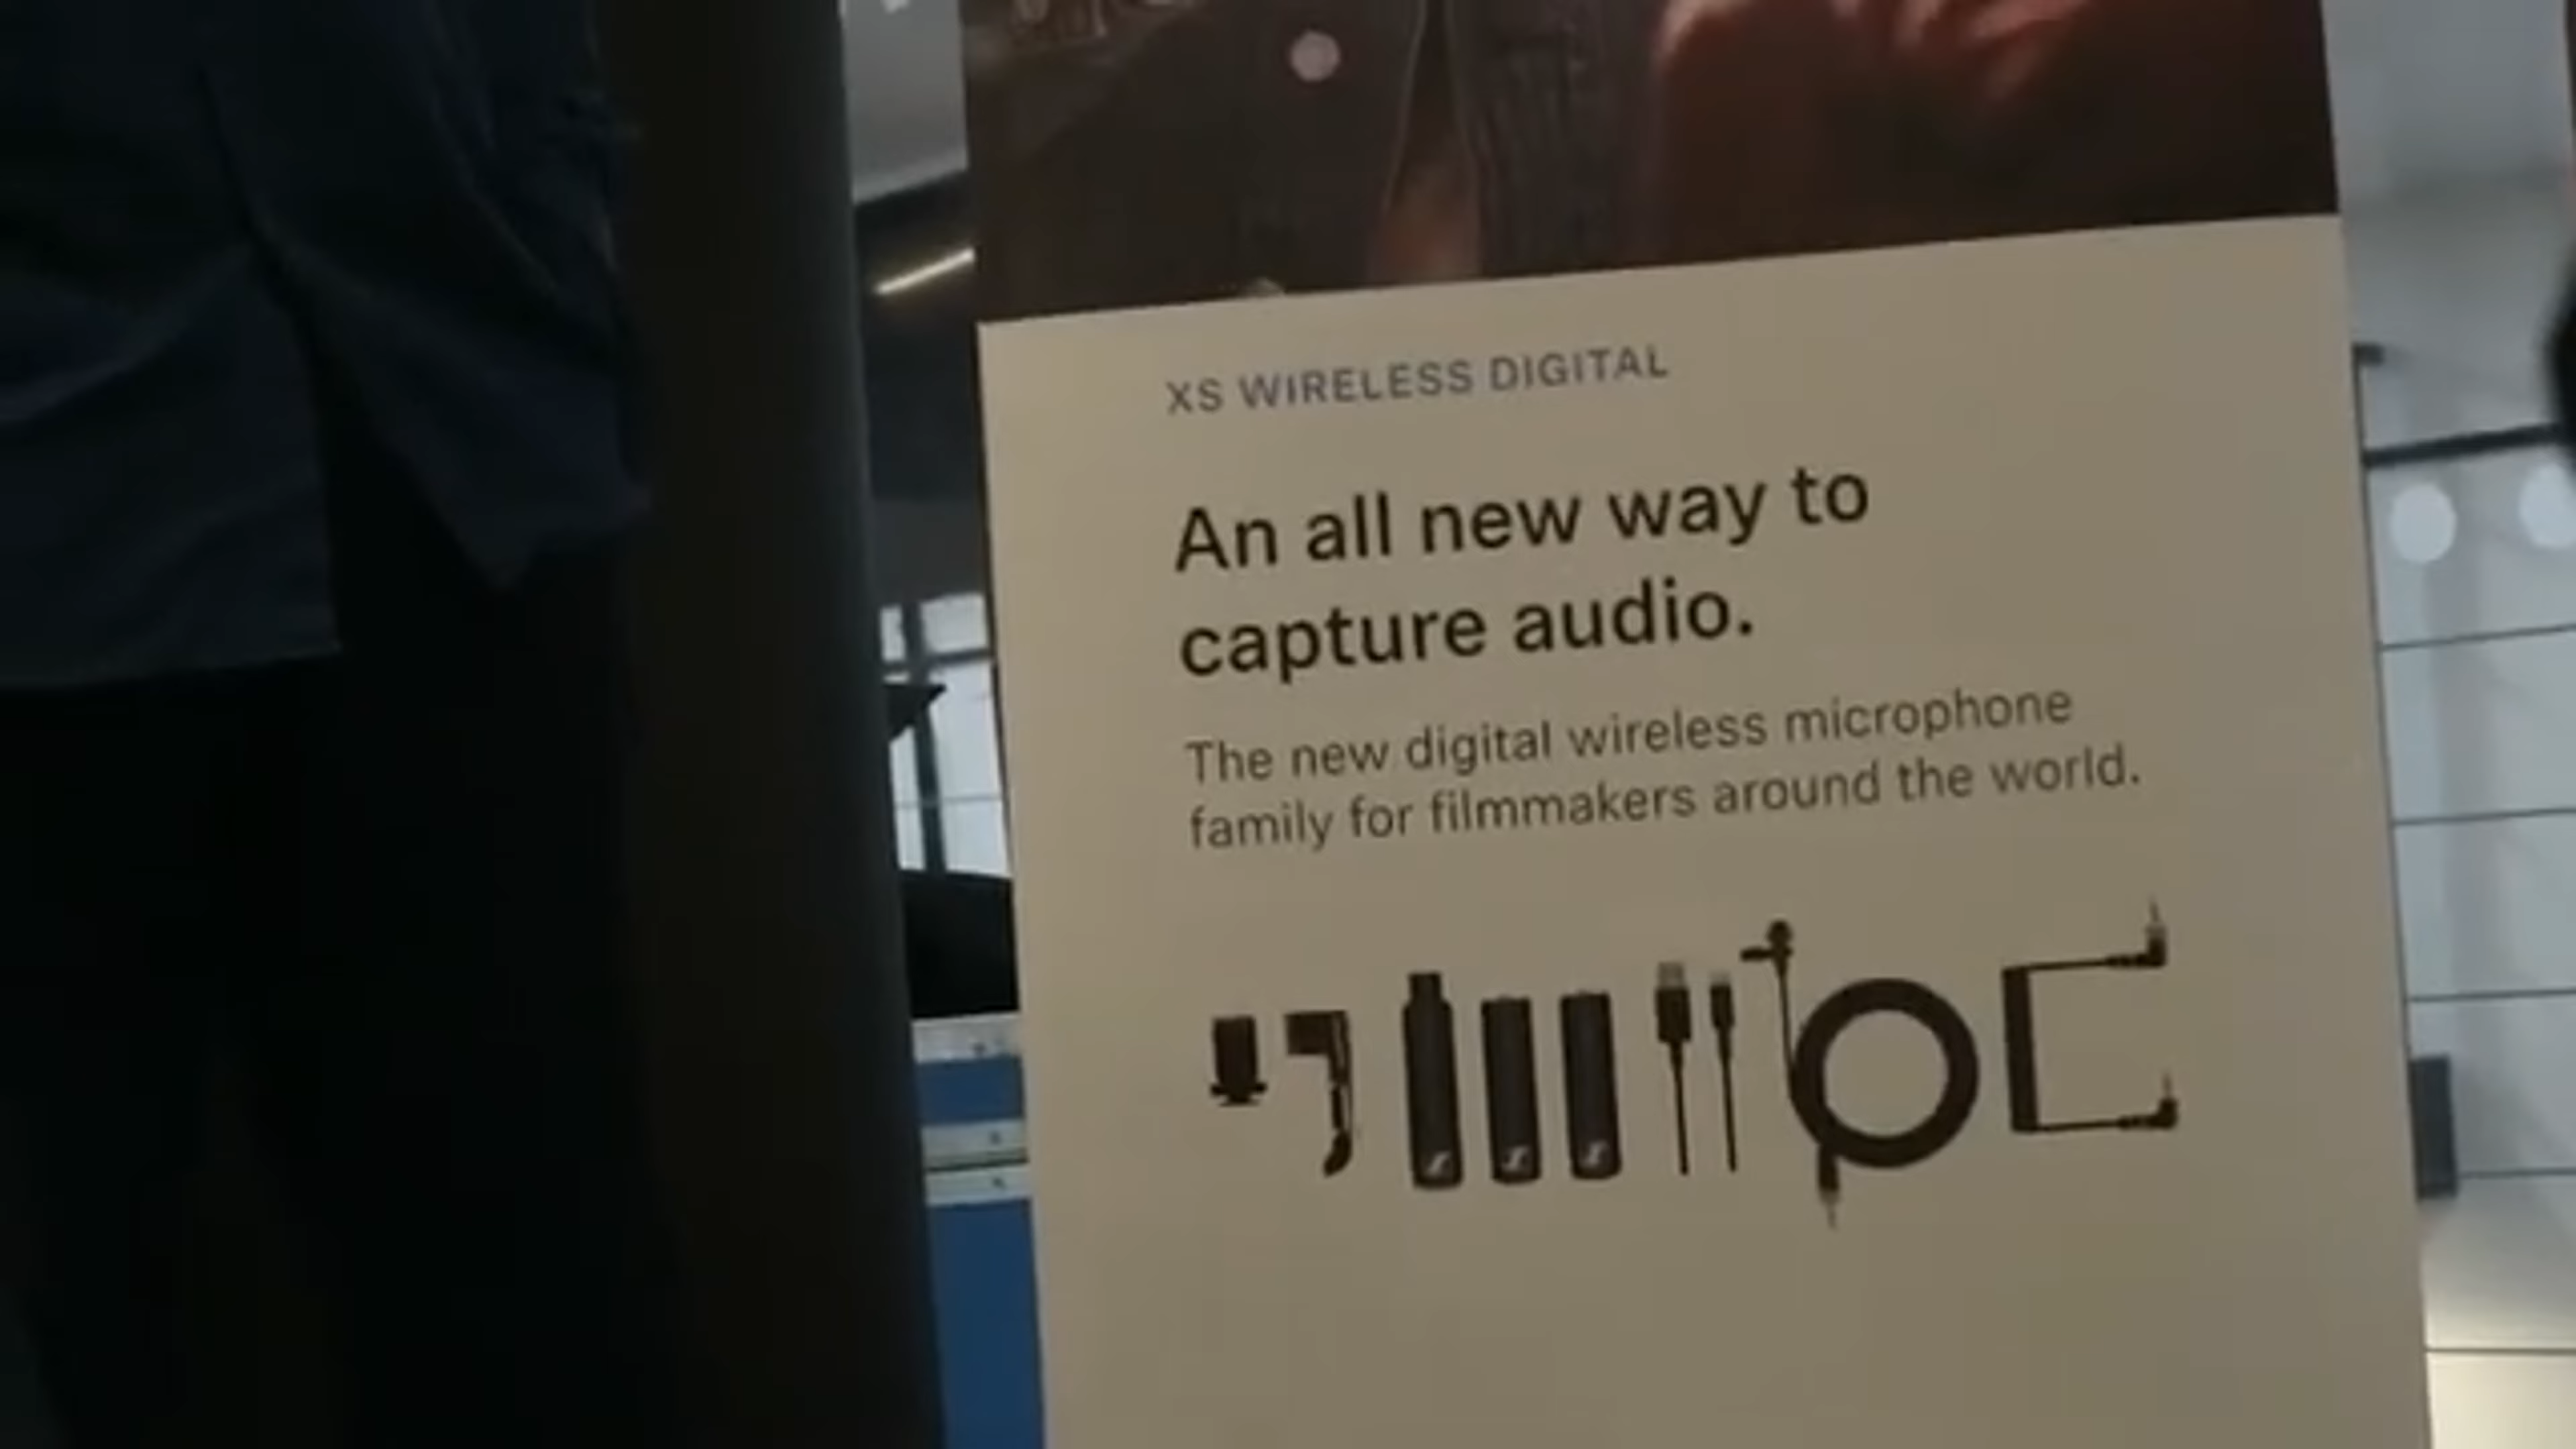 XS WIRELESS DIGITAL
An all new way to
capture audio.
The new digital wireless microphone
family for filmmakers around the world.